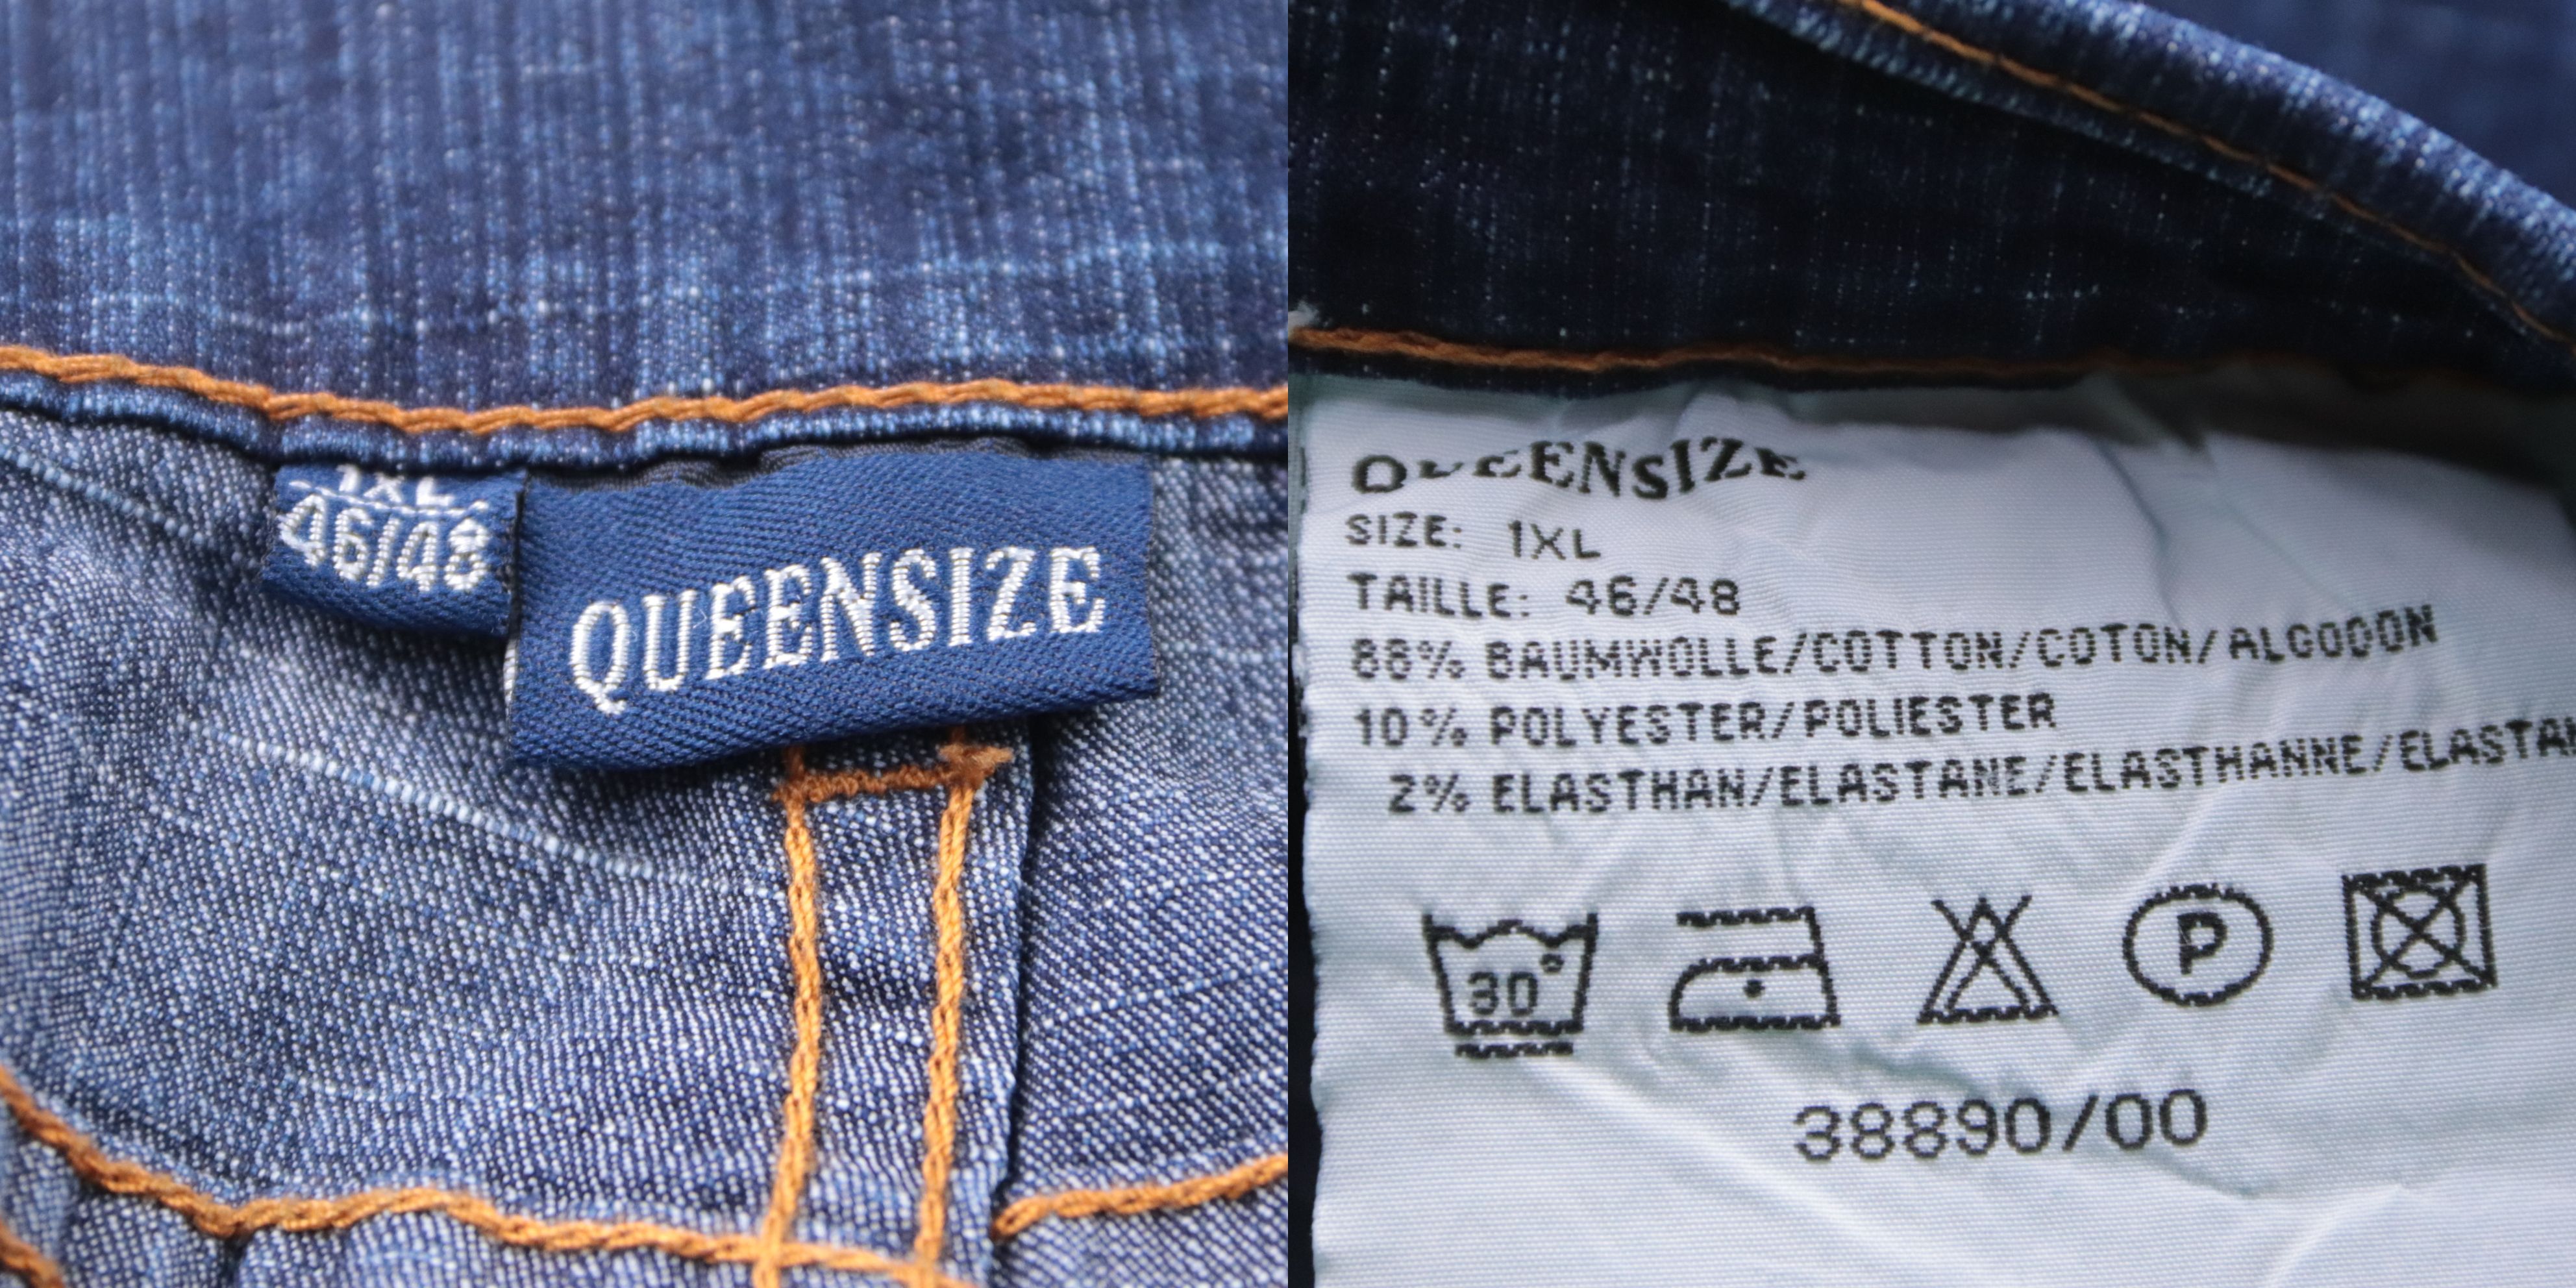 1XL
46/48
QUEENSIZE
QUEENSIZE
SIZE: 1XL
TAILLE: 46/48
88% BAUMWOLLE/COTTON/COTON/ALGODON
10% POLYESTER/POLIESTER
2% ELASTHAN/ELASTANE/ELASTHANNE/ELASTAN
30°
P
38890/00